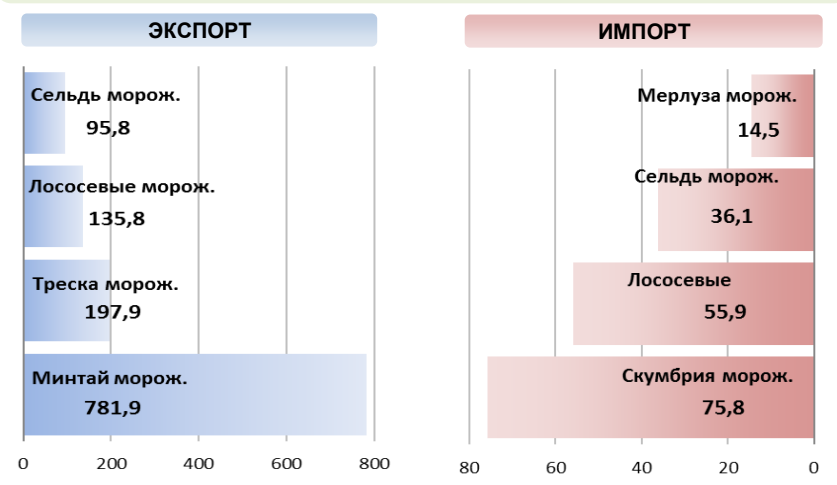 ЭКСПОРТ
Сельдь морож.
95,8
Лососевые морож.
135,8
Треска морож.
197,9
Минтай морож.
781,9
0 200 400 600 800
ИМПОРТ
Мерлуза морож.
14,5
Сельдь морож.
36,1
Лососевые
55,9
Скумбрия морож.
75,8
80 60 40 20 0